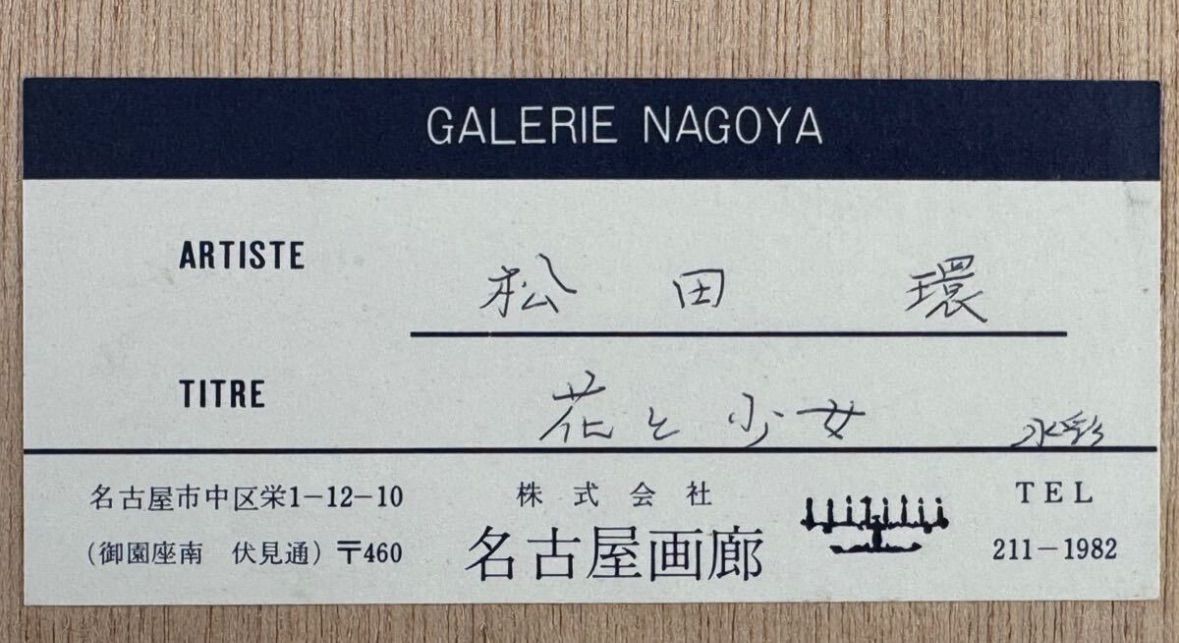 GALERIE NAGOYA
ARTISTE 松田 環
TITRE 花と少女 水彩
名古屋市中区栄1-12-10
(御園座南 伏見通) 〒460
株式会社
名古屋画廊
TEL
211-1982